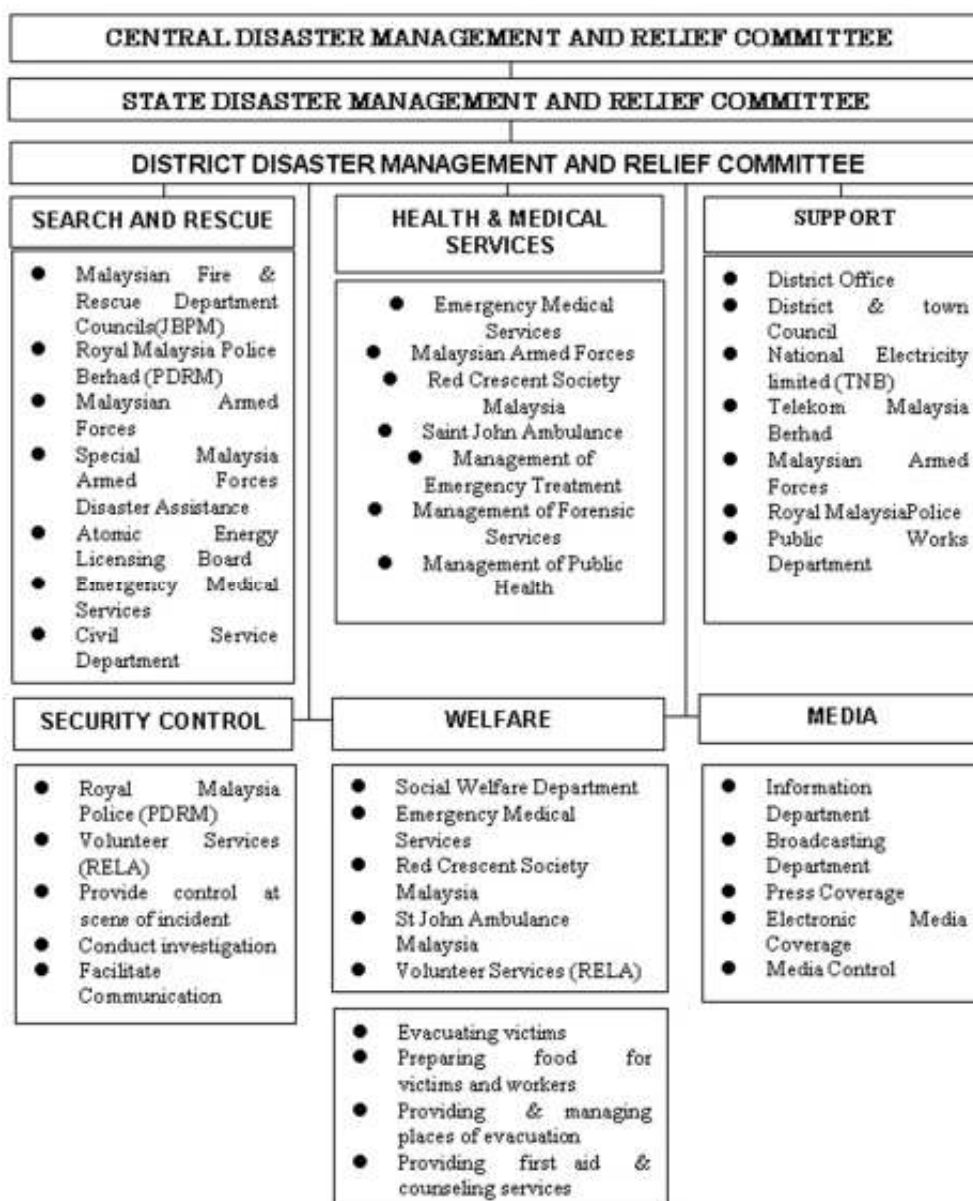 CENTRAL DISASTER MANAGEMENT AND RELIEF COMMITTEE
STATE DISASTER MANAGEMENT AND RELIEF COMMITTEE
DISTRICT DISASTER MANAGEMENT AND RELIEF COMMITTEE
SEARCH AND RESCUE
● Malaysian Fire &
Rescue Department
Councils(JBPM)
● Royal Malaysia Police
Berhad (PDRM)
● Malaysian Armed
Forces
● Special Malaysia
Armed Forces
Disaster Assistance
● Atomic Energy
Licensing Board
● Emergency Medical
Services
● Civil Service
Department
HEALTH & MEDICAL
SERVICES
● Emergency Medical
Services
● Malaysian Armed Forces
● Red Crescent Society
Malaysia
● Saint John Ambulance
● Management of
Emergency Treatment
● Management of Forensic
Services
● Management of Public
Health
SUPPORT
● District Office
● District & town
Council
● National Electricity
limited (TNB)
● Telekom Malaysia
Berhad
● Malaysian Armed
Forces
● Royal MalaysiaPolice
● Public Works
Department
SECURITY CONTROL
● Royal Malaysia
Police (PDRM)
● Volunteer Services
(RELA)
● Provide control at
scene of incident
● Conduct investigation
● Facilitate
Communication
WELFARE
● Social Welfare Department
● Emergency Medical
Services
● Red Crescent Society
Malaysia
● St John Ambulance
Malaysia
● Volunteer Services (RELA)
● Evacuating victims
● Preparing food for
victims and workers
● Providing & managing
places of evacuation
● Providing first aid &
counseling services
MEDIA
● Information
Department
● Broadcasting
Department
● Press Coverage
● Electronic Media
Coverage
● Media Control